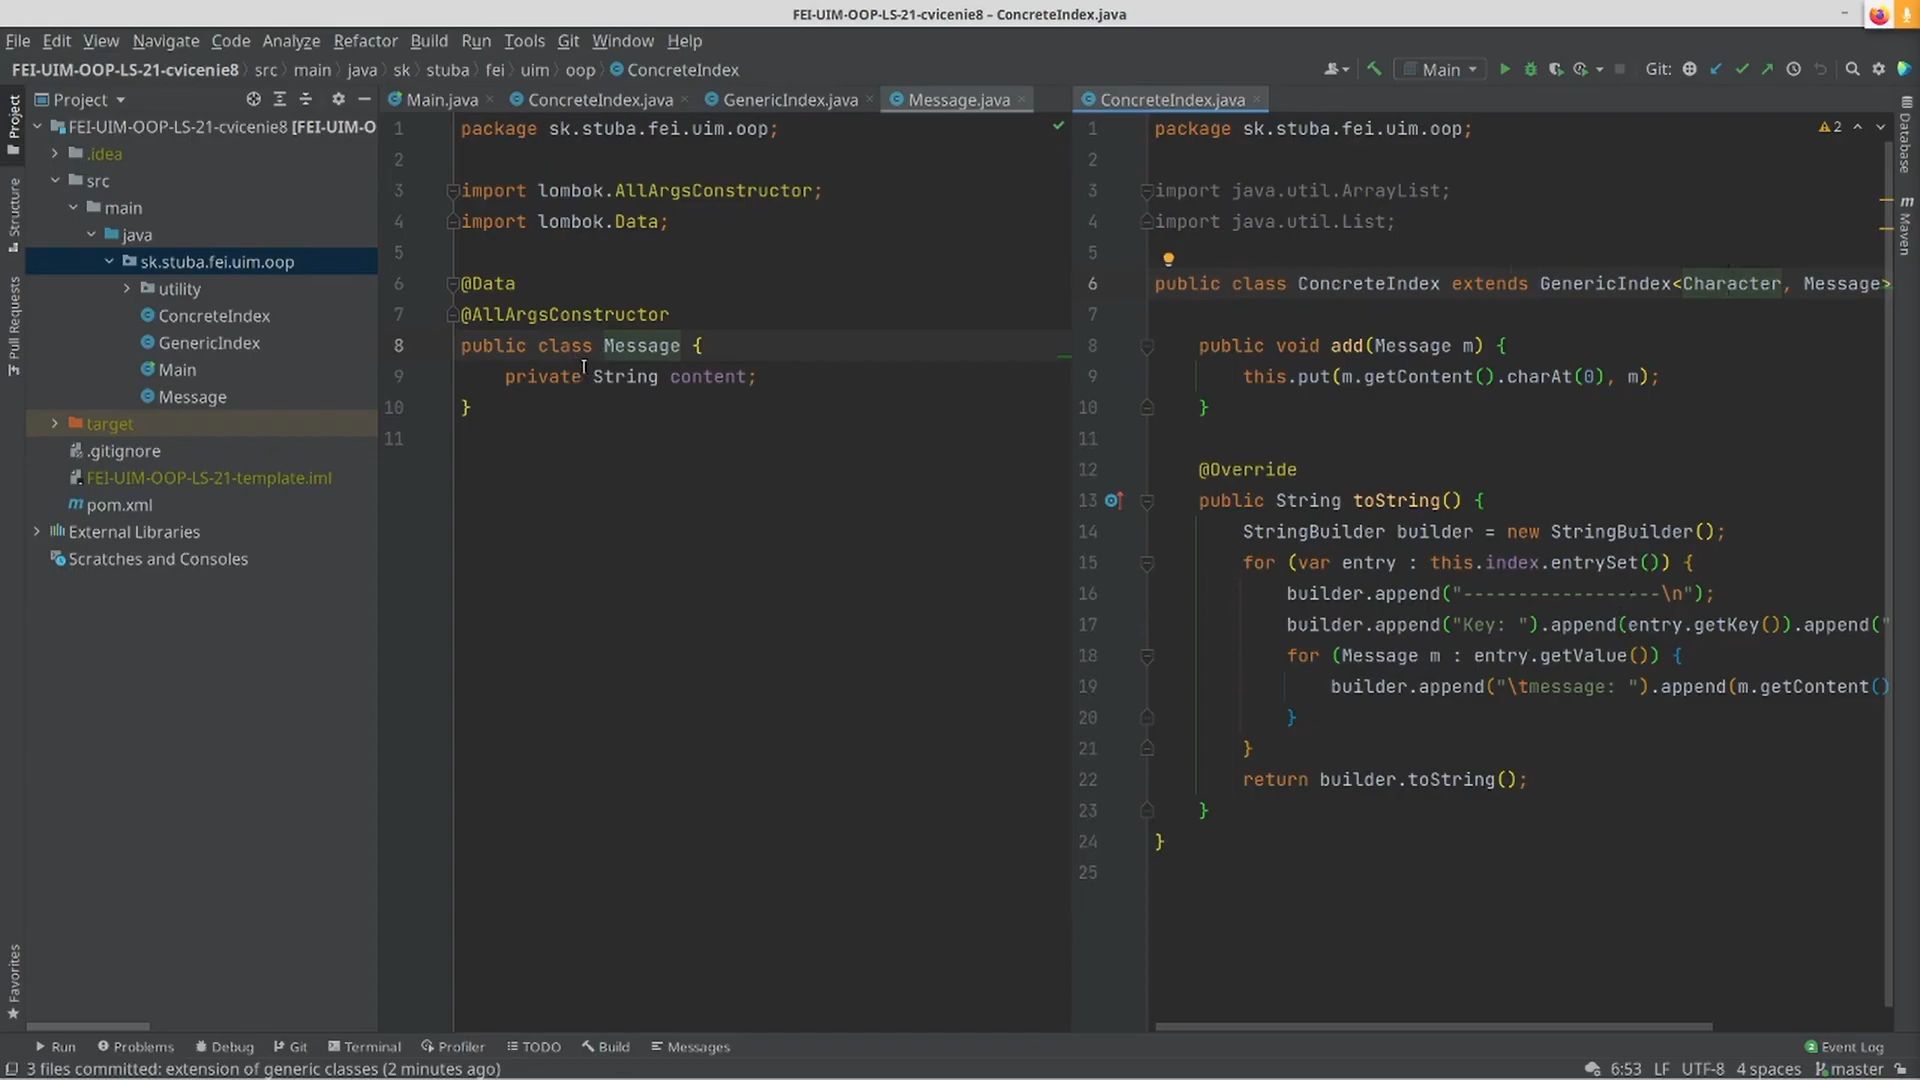 FEI-UIM-OOP-LS-21-cvicenie8 – ConcreteIndex.java
File Edit View Navigate Code Analyze Refactor Build Run Tools Git Window Help
FEI-UIM-OOP-LS-21-cvicenie8 src main java sk stuba fei uim oop ConcreteIndex
Main
Git:
Project
Main.java
ConcreteIndex.java
GenericIndex.java
Message.java
ConcreteIndex.java
Project
Structure
Pull Requests
Favorites
FEI-UIM-OOP-LS-21-cvicenie8 [FEI-UIM-O
.idea
src
main
java
sk.stuba.fei.uim.oop
utility
ConcreteIndex
GenericIndex
Main
Message
target
.gitignore
FEI-UIM-OOP-LS-21-template.iml
pom.xml
External Libraries
Scratches and Consoles
1 package sk.stuba.fei.uim.oop;
2
3 import lombok.AllArgsConstructor;
4 import lombok.Data;
5
6 @Data
7 @AllArgsConstructor
8 public class Message {
9 private String content;
10 }
11
2
1 package sk.stuba.fei.uim.oop;
2
3 import java.util.ArrayList;
4 import java.util.List;
5
6 public class ConcreteIndex extends GenericIndex<Character, Message>
7
8 public void add(Message m) {
9 this.put(m.getContent().charAt(0), m);
10 }
11
12 @Override
13 public String toString() {
14 StringBuilder builder = new StringBuilder();
15 for (var entry : this.index.entrySet()) {
16 builder.append("------------------\n");
17 builder.append("Key: ").append(entry.getKey()).append("
18 for (Message m : entry.getValue()) {
19 builder.append("\tmessage: ").append(m.getContent()
20 }
21 }
22 return builder.toString();
23 }
24 }
25
Database
Maven
Run Problems Debug Git Terminal Profiler TODO Build Messages
2 Event Log
3 files committed: extension of generic classes (2 minutes ago)
6:53 LF UTF-8 4 spaces master